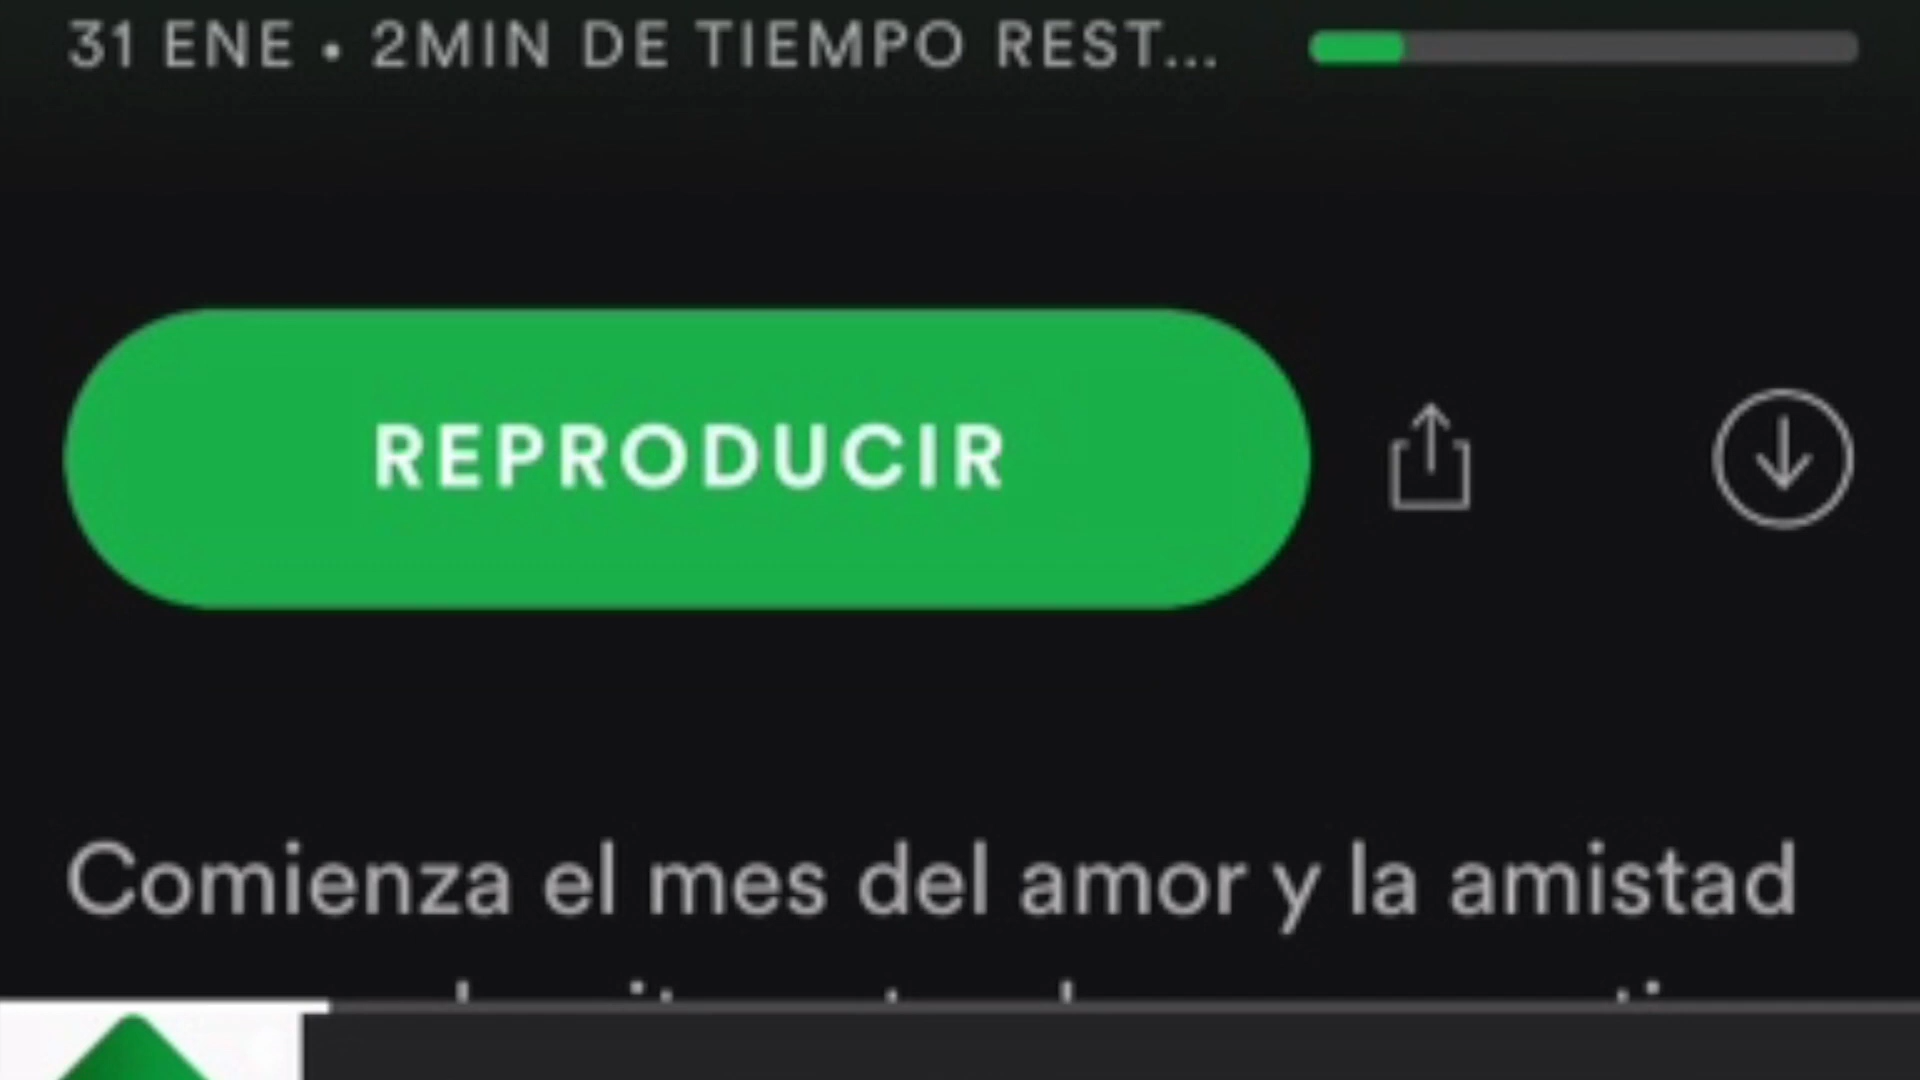 31 ENE • 2MIN DE TIEMPO REST...
REPRODUCIR
Comienza el mes del amor y la amistad